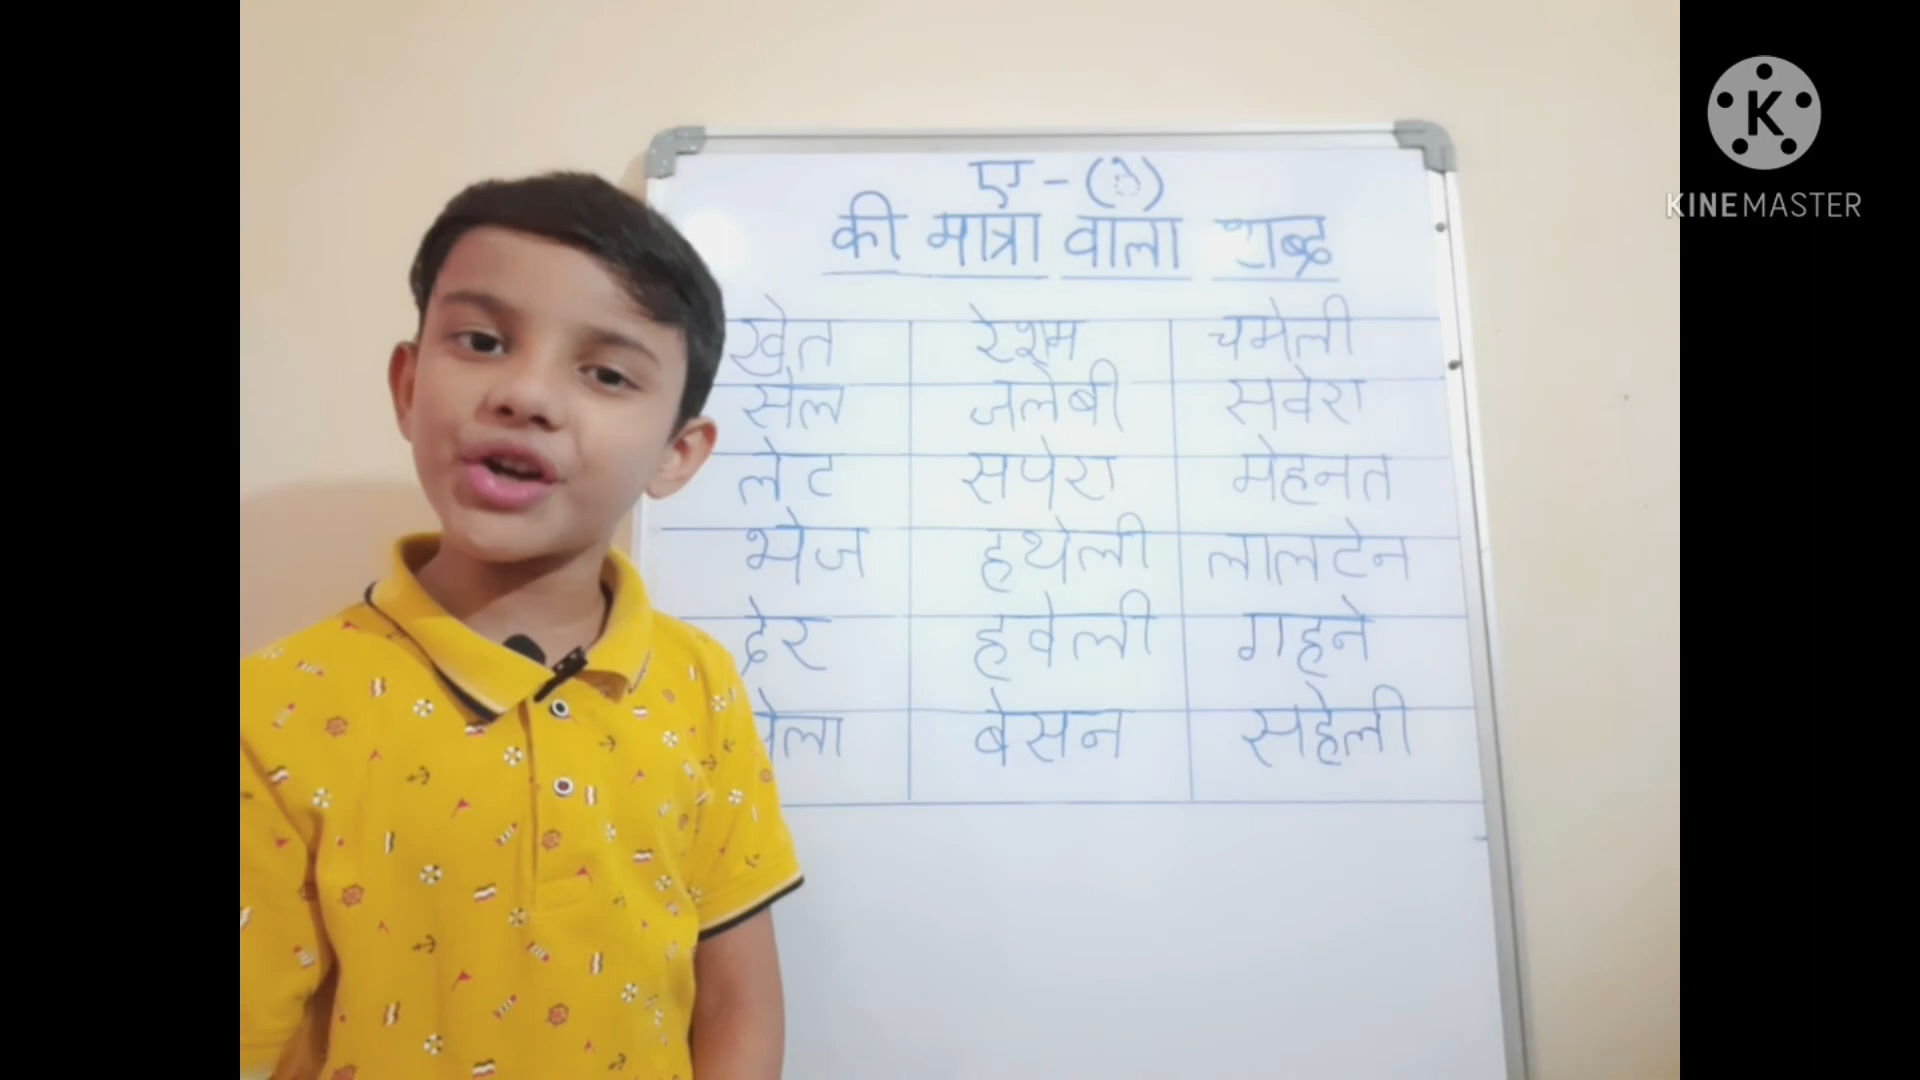 ए - (े)
की मात्रा वाला शब्द
खेत रेशम चमेली
सेल जलेबी सवेरा
लेट सपेरा मेहनत
भेज हथेली लालटेन
देर हवेली गहने
बेसन सहेली
K
KINEMASTER